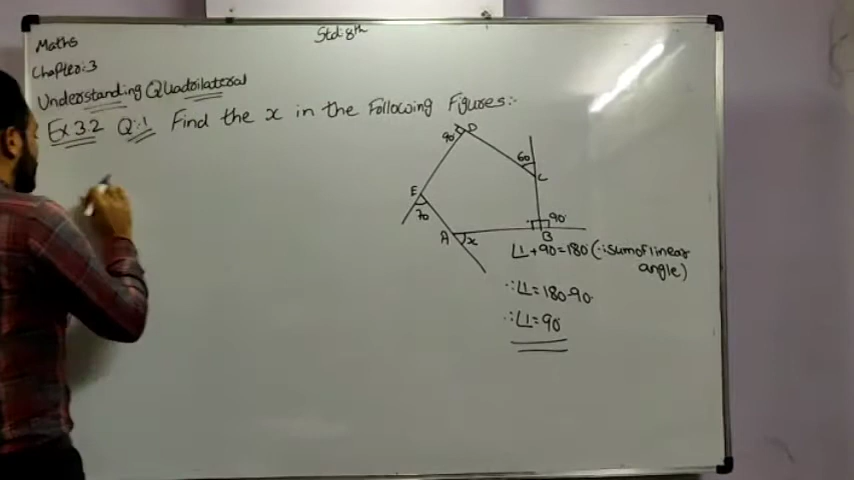 Std:8th
Maths
Chapter:3
Understanding Quadrilateral
Ex 3.2 Q:1 Find the x in the Following Figures:-
90 D
60
C
E
70
90
A x B
∠1+90=180 (∵sum of linear
angle)
∴∠1=180-90
∴∠1=90